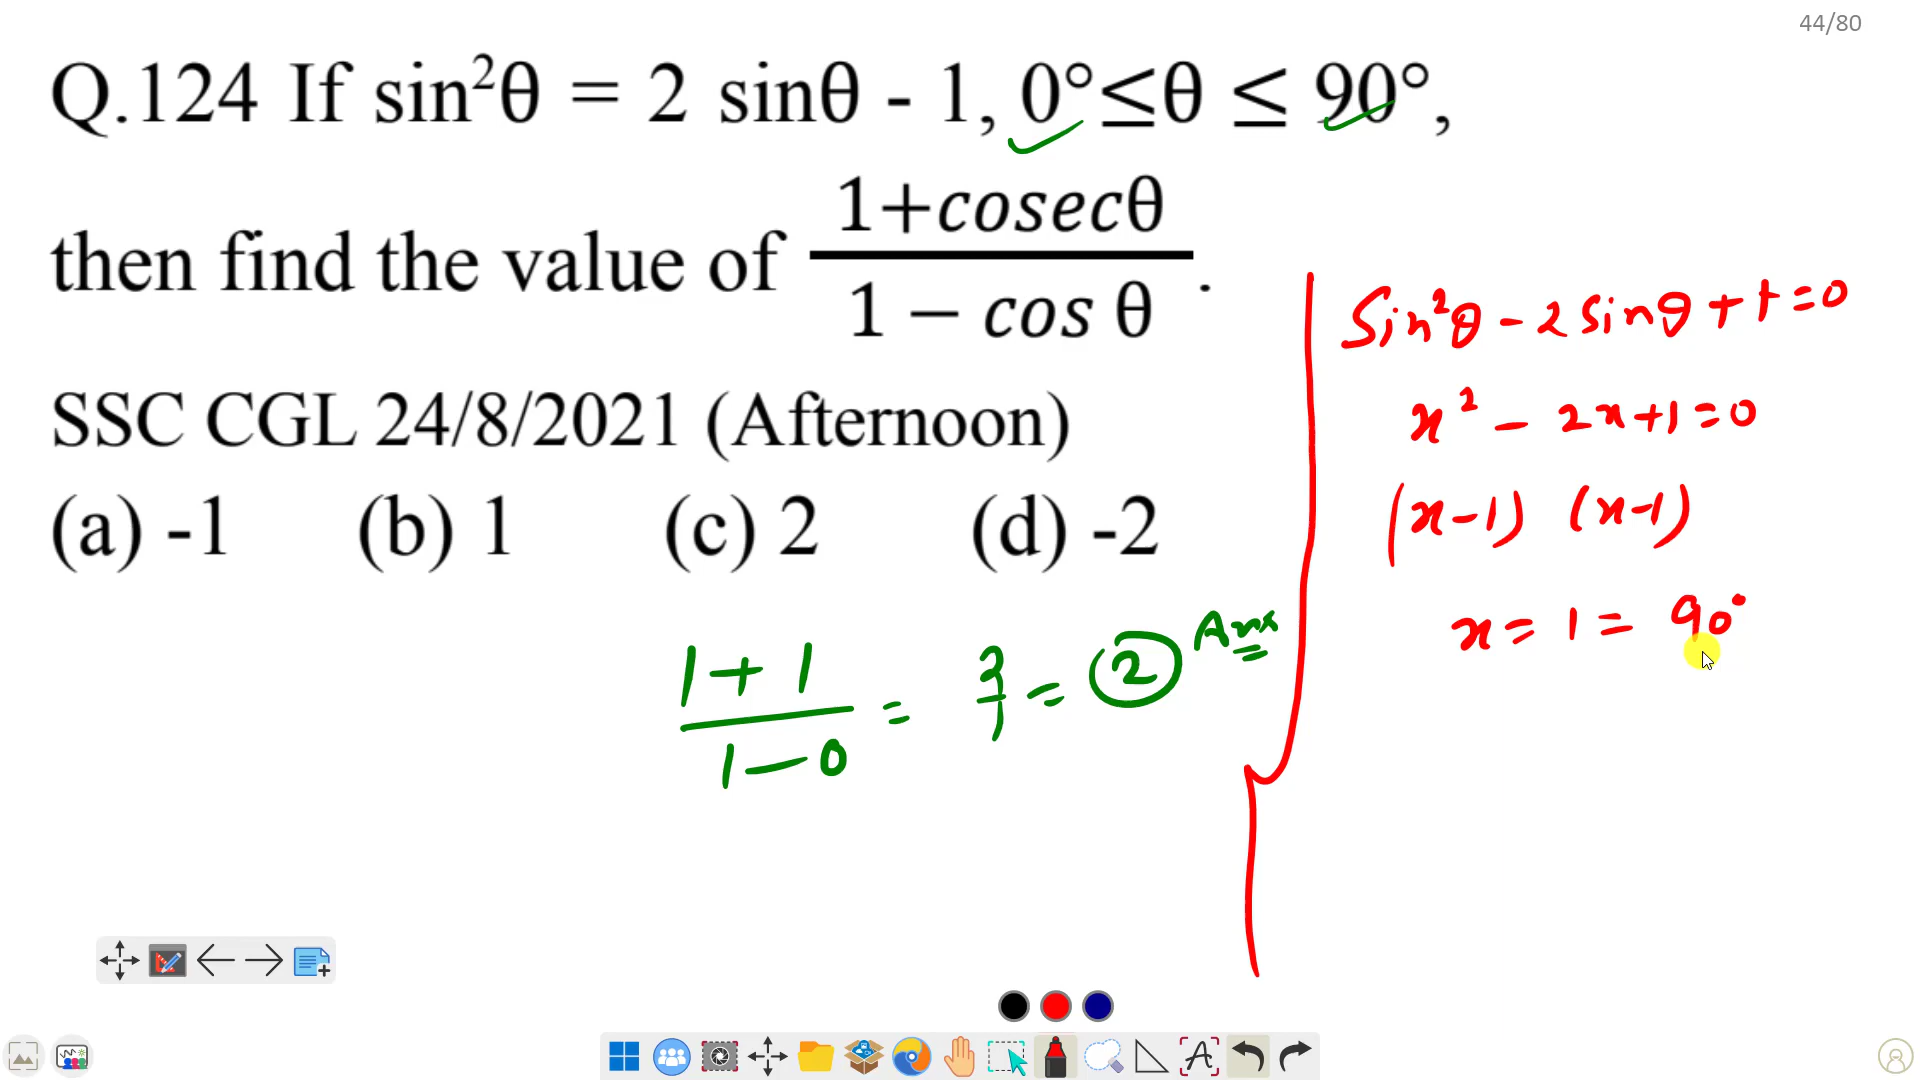 44/80
Q.124 If sin²θ = 2 sinθ - 1, 0°≤θ ≤ 90°,
then find the value of (1+cosecθ)/(1 − cos θ).
SSC CGL 24/8/2021 (Afternoon)
(a) -1 (b) 1 (c) 2 (d) -2
(1+1)/(1−0) = 2/1 = 2 Ans
Sin²θ − 2 Sinθ + 1 = 0
x² − 2x+1=0
(x−1) (x−1)
x = 1 = 90°